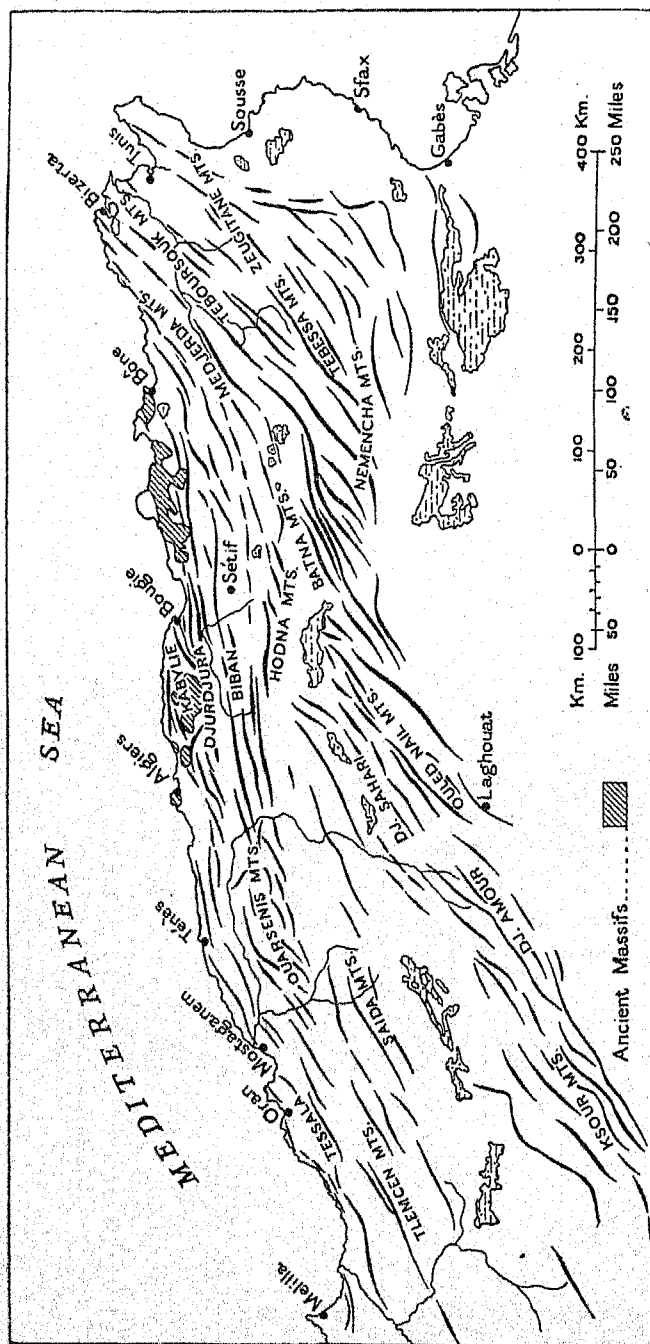 MEDITERRANEAN SEA
Melilla
Oran
Mostaganem
Ténès
Algiers
Bougie
Bône
Bizerta
Tunis
Sousse
Sfax
Gabès
Sétif
Laghouat
TESSALA
TLEMCEN MTS.
SAIDA MTS.
OUARSENIS MTS.
KABYLIE
DJURDJURA
BIBAN
HODNA MTS.
BATNA MTS.
MEDJERDA MTS.
TEBOURSOUK MTS.
ZEUGITANE MTS.
TEBESSA MTS.
NEMENCHA MTS.
DJ. SAHARI
OULED NAIL MTS.
DJ. AMOUR
KSOUR MTS.
Ancient Massifs
Km. 100 0 100 200 300 400 Km.
Miles 50 0 50 100 150 200 250 Miles